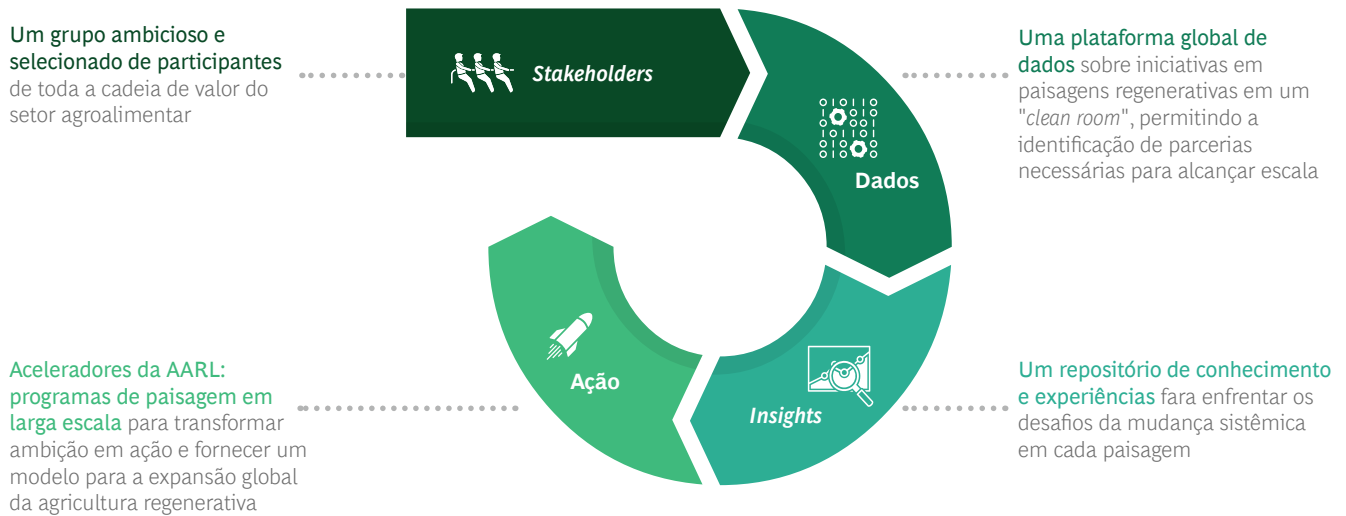 Um grupo ambicioso e
selecionado de participantes
de toda a cadeia de valor do
setor agroalimentar
Stakeholders
Uma plataforma global de
dados sobre iniciativas em
paisagens regenerativas em um
"clean room", permitindo a
identificação de parcerias
necessárias para alcançar escala
Dados
Aceleradores da AARL:
programas de paisagem em
larga escala para transformar
ambição em ação e fornecer um
modelo para a expansão global
da agricultura regenerativa
Ação
Insights
Um repositório de conhecimento
e experiências fara enfrentar os
desafios da mudança sistêmica
em cada paisagem